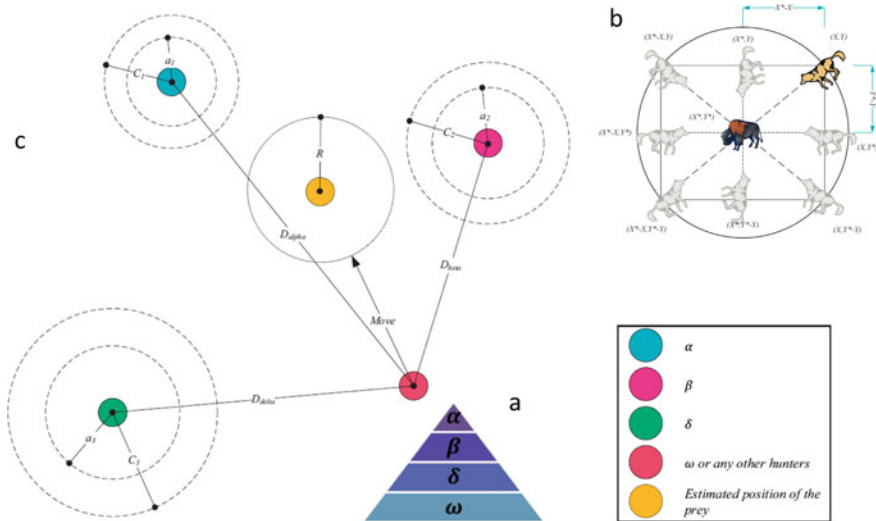 c
a1
C1
a2
C2
R
Dalpha
Dbeta
Move
Ddelta
a3
C3
a
α
β
δ
ω
b
X*-X
(X*-X,Y)
(X*,Y)
(X,Y)
(X*-X,Y*)
(X*,Y*)
(X*-X,Y*-Y)
(X*,Y*-Y)
(X,Y*-Y)
α
β
δ
ω or any other hunters
Estimated position of the
prey